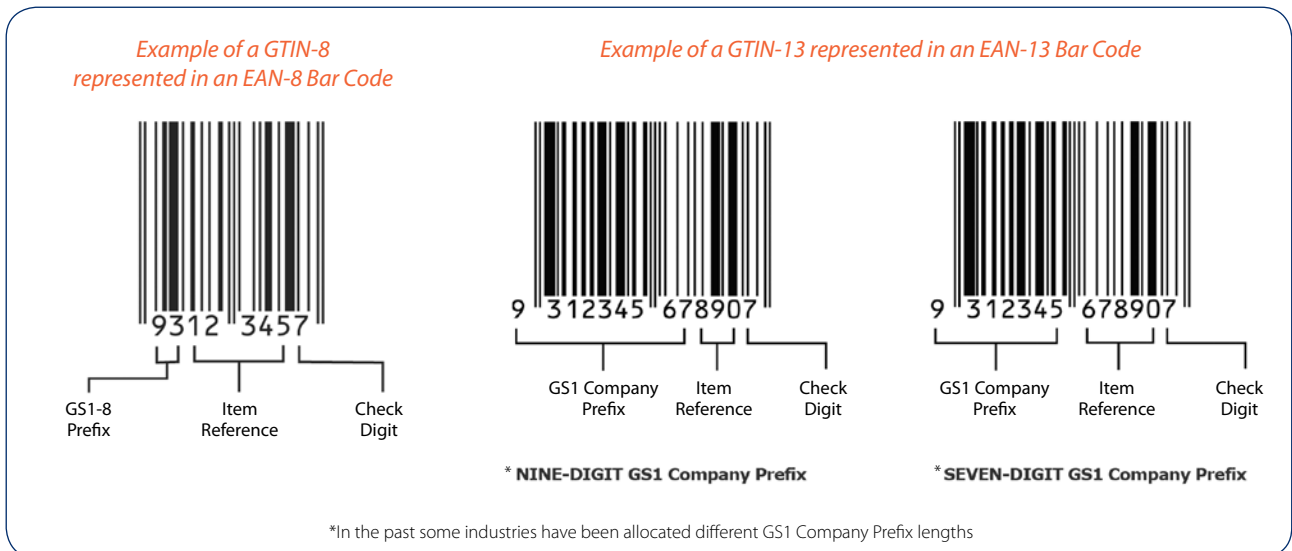 Example of a GTIN-8
represented in an EAN-8 Bar Code
9312 3457
GS1-8
Prefix
Item
Reference
Check
Digit
Example of a GTIN-13 represented in an EAN-13 Bar Code
9 312345 678907
GS1 Company
Prefix
Item
Reference
Check
Digit
* NINE-DIGIT GS1 Company Prefix
9 312345 678907
GS1 Company
Prefix
Item
Reference
Check
Digit
* SEVEN-DIGIT GS1 Company Prefix
*In the past some industries have been allocated different GS1 Company Prefix lengths